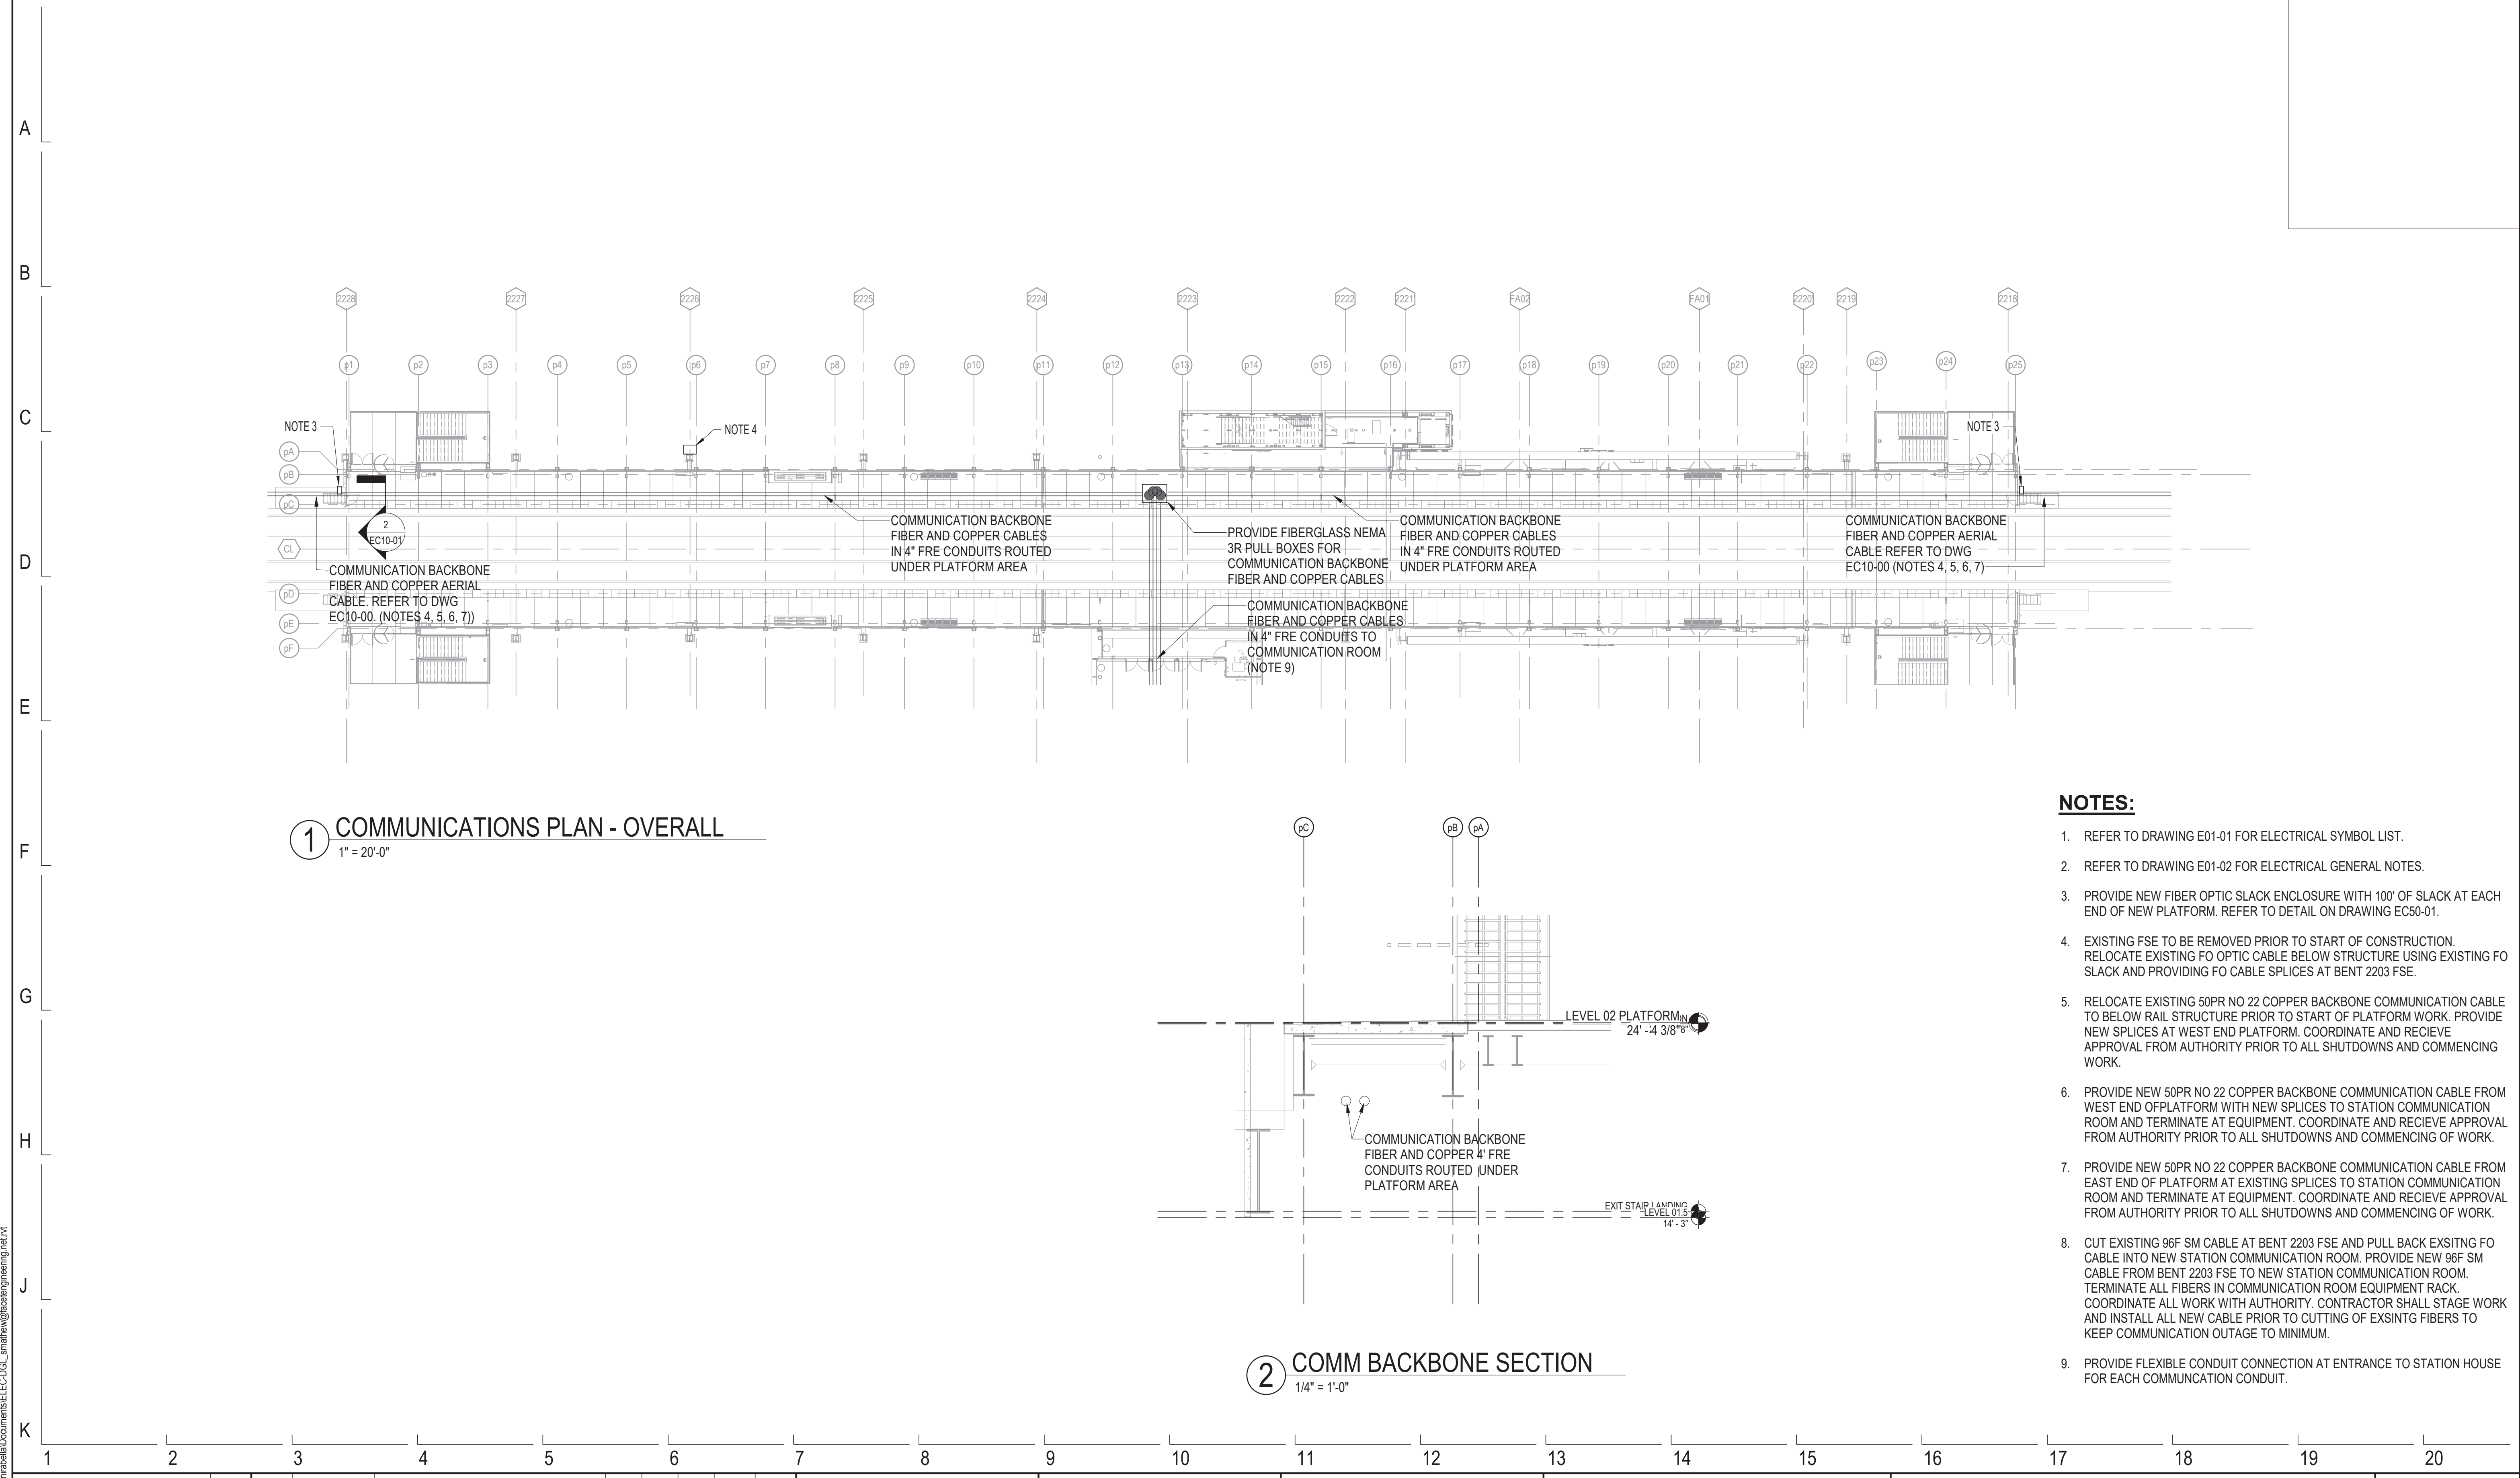 A
B
C
D
E
F
G
H
J
K
2228
2227
2226
2225
2224
2223
2222
2221
FA02
FA01
2220
2219
2218
p1
p2
p3
p4
p5
p6
p7
p8
p9
p10
p11
p12
p13
p14
p15
p16
p17
p18
p19
p20
p21
p22
p23
p24
p25
NOTE 3
NOTE 4
NOTE 3
pA
pB
pC
CL
pD
pE
pF
2
EC10-01
COMMUNICATION BACKBONE
FIBER AND COPPER AERIAL
CABLE. REFER TO DWG
EC10-00. (NOTES 4, 5, 6, 7))
COMMUNICATION BACKBONE
FIBER AND COPPER CABLES
IN 4" FRE CONDUITS ROUTED
UNDER PLATFORM AREA
PROVIDE FIBERGLASS NEMA
3R PULL BOXES FOR
COMMUNICATION BACKBONE
FIBER AND COPPER CABLES
COMMUNICATION BACKBONE
FIBER AND COPPER CABLES
IN 4" FRE CONDUITS TO
COMMUNICATION ROOM
(NOTE 9)
COMMUNICATION BACKBONE
FIBER AND COPPER CABLES
IN 4" FRE CONDUITS ROUTED
UNDER PLATFORM AREA
COMMUNICATION BACKBONE
FIBER AND COPPER AERIAL
CABLE REFER TO DWG
EC10-00 (NOTES 4, 5, 6, 7)
1 COMMUNICATIONS PLAN - OVERALL
1" = 20'-0"
pC
pB
pA
LEVEL 02 PLATFORM
24' - 4 3/8"
COMMUNICATION BACKBONE
FIBER AND COPPER 4' FRE
CONDUITS ROUTED UNDER
PLATFORM AREA
EXIT STAIR LANDING
LEVEL 01.5
14' - 3"
2 COMM BACKBONE SECTION
1/4" = 1'-0"
NOTES:
1. REFER TO DRAWING E01-01 FOR ELECTRICAL SYMBOL LIST.
2. REFER TO DRAWING E01-02 FOR ELECTRICAL GENERAL NOTES.
3. PROVIDE NEW FIBER OPTIC SLACK ENCLOSURE WITH 100' OF SLACK AT EACH
END OF NEW PLATFORM. REFER TO DETAIL ON DRAWING EC50-01.
4. EXISTING FSE TO BE REMOVED PRIOR TO START OF CONSTRUCTION.
RELOCATE EXISTING FO OPTIC CABLE BELOW STRUCTURE USING EXISTING FO
SLACK AND PROVIDING FO CABLE SPLICES AT BENT 2203 FSE.
5. RELOCATE EXISTING 50PR NO 22 COPPER BACKBONE COMMUNICATION CABLE
TO BELOW RAIL STRUCTURE PRIOR TO START OF PLATFORM WORK. PROVIDE
NEW SPLICES AT WEST END PLATFORM. COORDINATE AND RECIEVE
APPROVAL FROM AUTHORITY PRIOR TO ALL SHUTDOWNS AND COMMENCING
WORK.
6. PROVIDE NEW 50PR NO 22 COPPER BACKBONE COMMUNICATION CABLE FROM
WEST END OFPLATFORM WITH NEW SPLICES TO STATION COMMUNICATION
ROOM AND TERMINATE AT EQUIPMENT. COORDINATE AND RECIEVE APPROVAL
FROM AUTHORITY PRIOR TO ALL SHUTDOWNS AND COMMENCING OF WORK.
7. PROVIDE NEW 50PR NO 22 COPPER BACKBONE COMMUNICATION CABLE FROM
EAST END OF PLATFORM AT EXISTING SPLICES TO STATION COMMUNICATION
ROOM AND TERMINATE AT EQUIPMENT. COORDINATE AND RECIEVE APPROVAL
FROM AUTHORITY PRIOR TO ALL SHUTDOWNS AND COMMENCING OF WORK.
8. CUT EXISTING 96F SM CABLE AT BENT 2203 FSE AND PULL BACK EXSITNG FO
CABLE INTO NEW STATION COMMUNICATION ROOM. PROVIDE NEW 96F SM
CABLE FROM BENT 2203 FSE TO NEW STATION COMMUNICATION ROOM.
TERMINATE ALL FIBERS IN COMMUNICATION ROOM EQUIPMENT RACK.
COORDINATE ALL WORK WITH AUTHORITY. CONTRACTOR SHALL STAGE WORK
AND INSTALL ALL NEW CABLE PRIOR TO CUTTING OF EXSINTG FIBERS TO
KEEP COMMUNICATION OUTAGE TO MINIMUM.
9. PROVIDE FLEXIBLE CONDUIT CONNECTION AT ENTRANCE TO STATION HOUSE
FOR EACH COMMUNCATION CONDUIT.
1 2 3 4 5 6 7 8 9 10 11 12 13 14 15 16 17 18 19 20